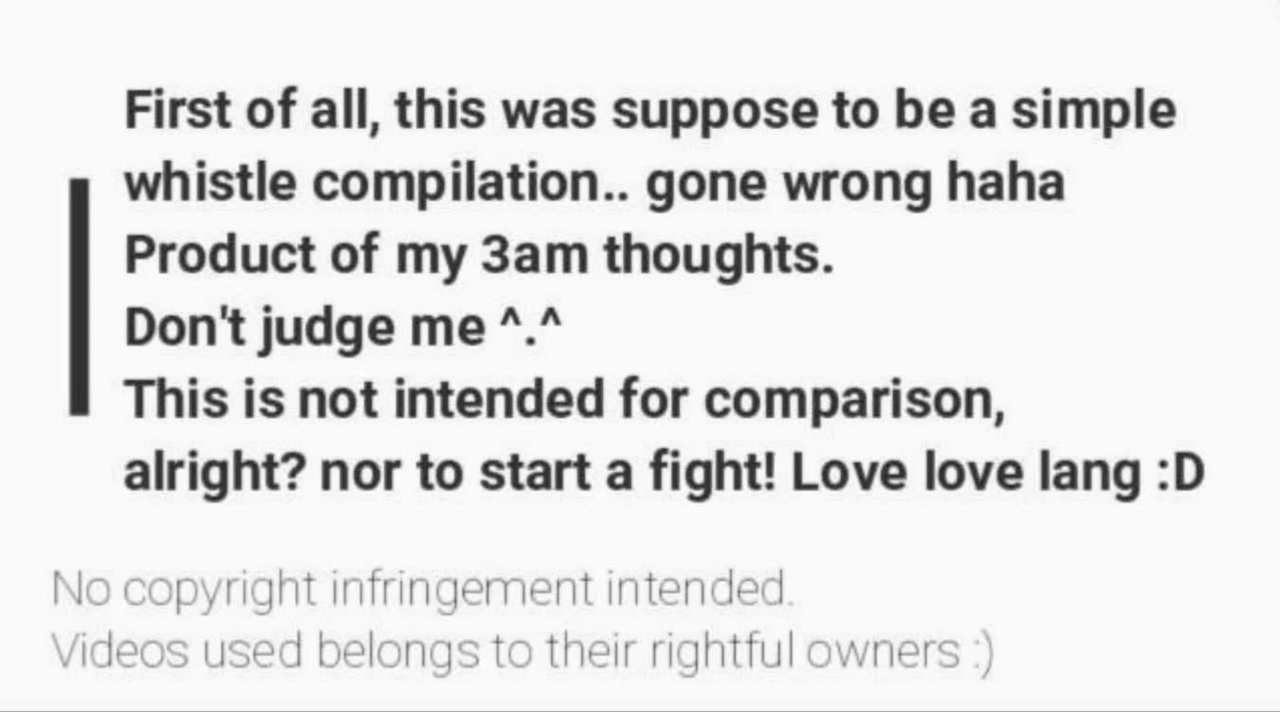 First of all, this was suppose to be a simple
whistle compilation.. gone wrong haha
Product of my 3am thoughts.
Don't judge me ^.^
This is not intended for comparison,
alright? nor to start a fight! Love love lang :D
No copyright infringement intended.
Videos used belongs to their rightful owners :)